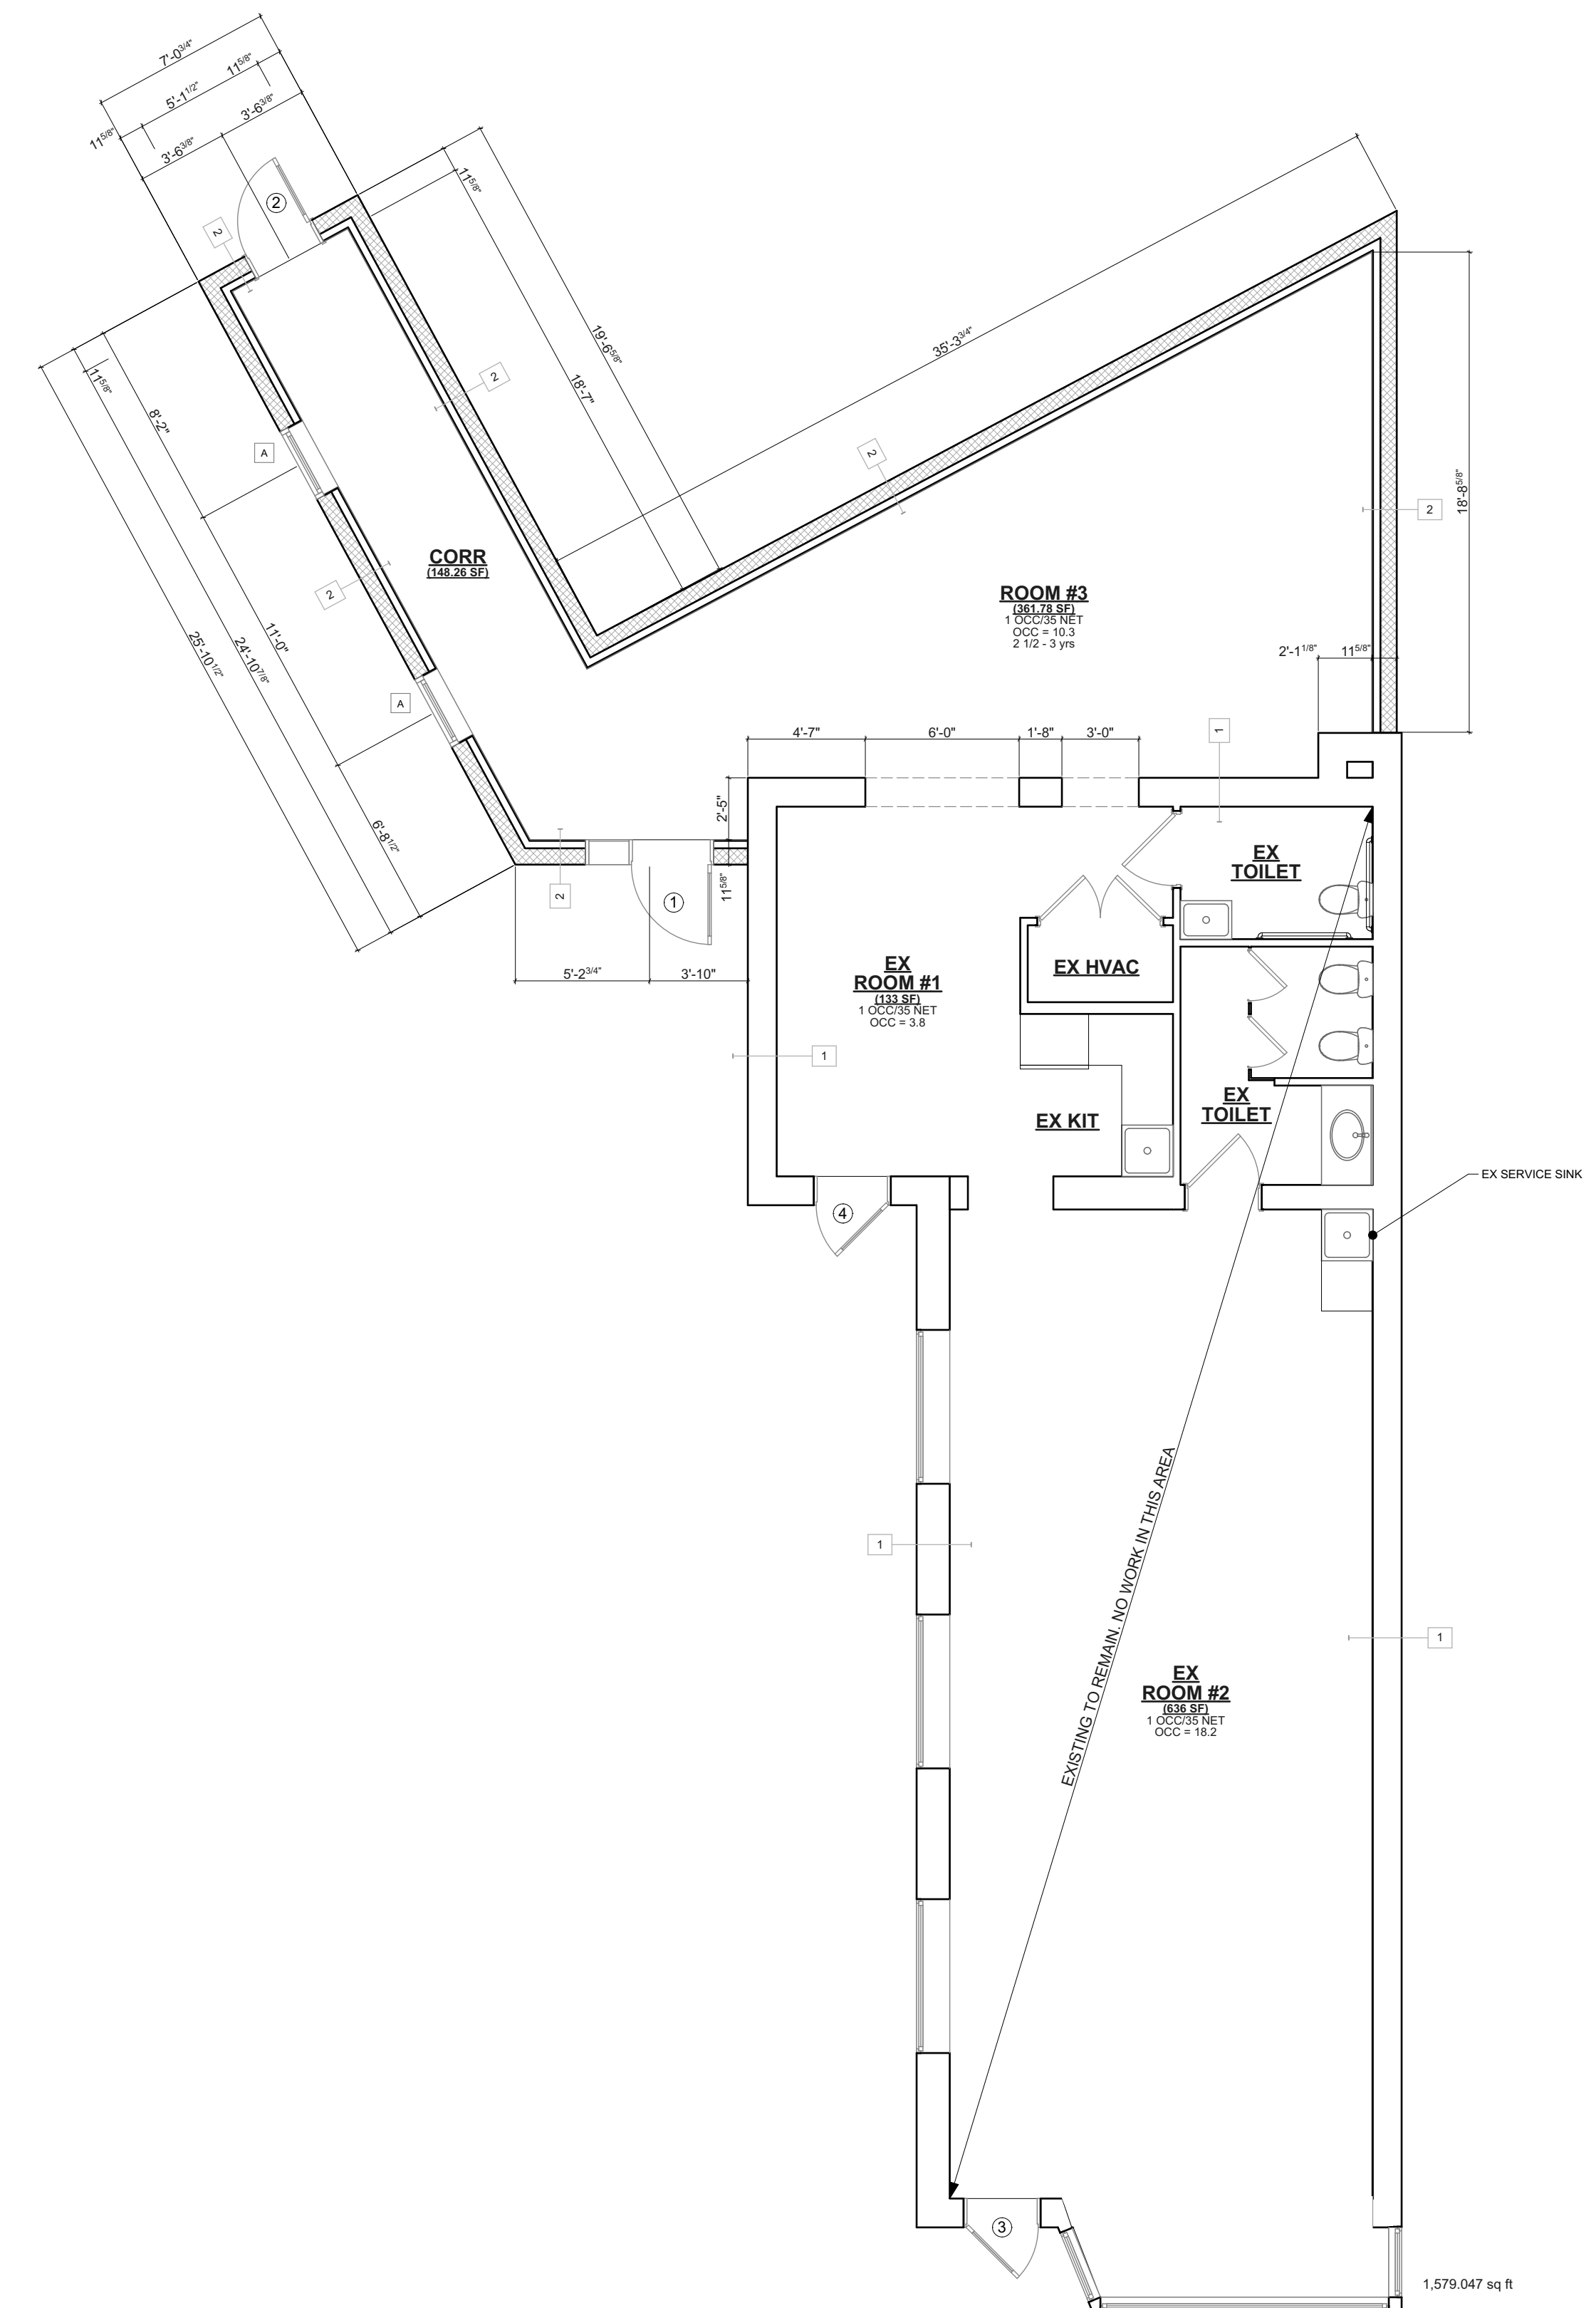 7'-0 3/4"
5'-1 1/2"
11 5/8"
3'-6 3/8"
11 5/8"
3'-6 3/8"
2
2
11 5/8"
11 5/8"
8'-2"
19'-6 5/8"
18'-7"
35'-3 3/4"
2
A
2
2
18'-8 5/8"
CORR
(148.26 SF)
2
ROOM #3
(361.78 SF)
1 OCC/35 NET
OCC = 10.3
2 1/2 - 3 yrs
25'-10 1/2"
24'-10 7/8"
11'-0"
2'-1 1/8"
11 5/8"
A
4'-7"
6'-0"
1'-8"
3'-0"
1
2'-5"
6'-8 1/2"
EX
TOILET
2
1
11 5/8"
5'-2 3/4"
3'-10"
EX
ROOM #1
(133 SF)
1 OCC/35 NET
OCC = 3.8
EX HVAC
1
EX KIT
EX
TOILET
EX SERVICE SINK
4
EXISTING TO REMAIN. NO WORK IN THIS AREA
1
1
EX
ROOM #2
(636 SF)
1 OCC/35 NET
OCC = 18.2
3
1,579.047 sq ft